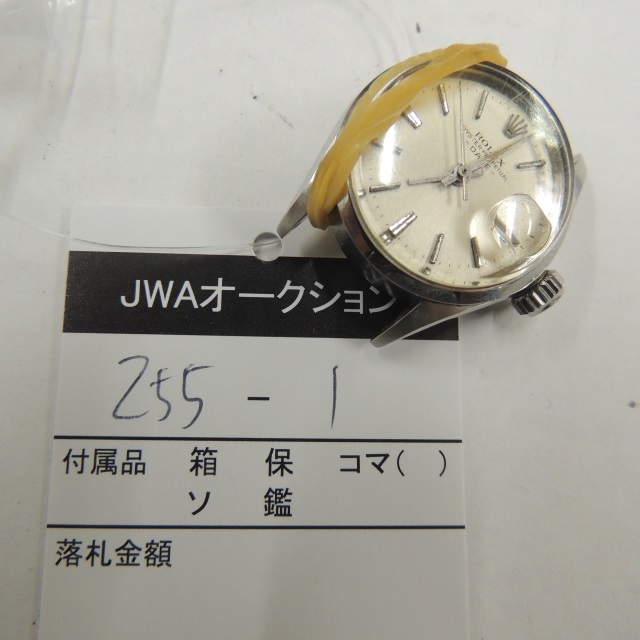 JWAオークション
255 - 1
付属品 箱 保 コマ( )
ソ 鑑
落札金額
ROLEX